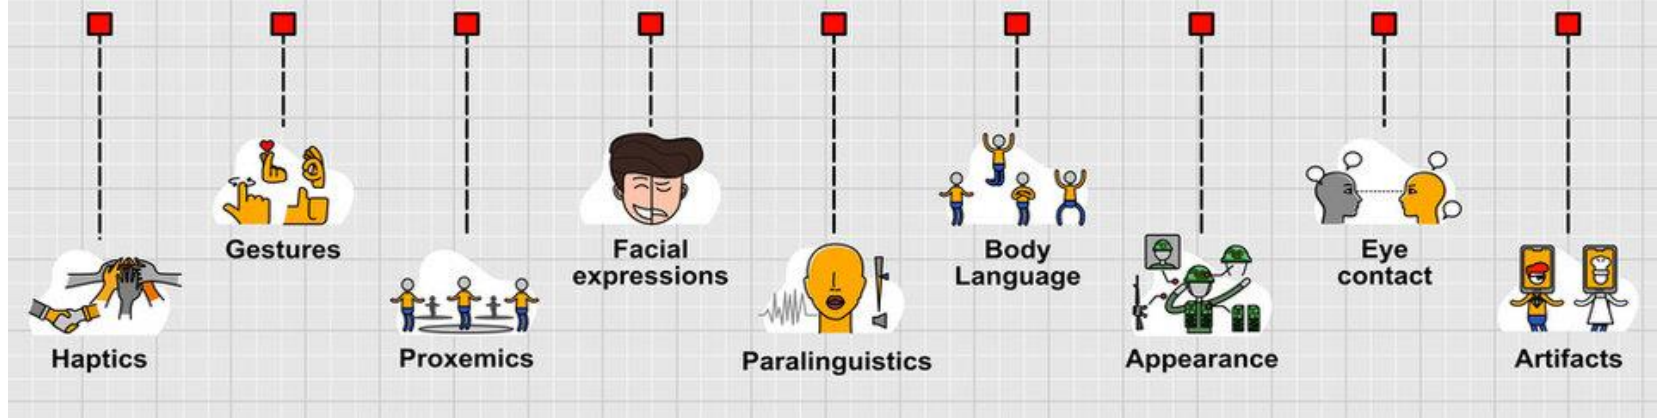 Haptics
Gestures
Proxemics
Facial
expressions
Paralinguistics
Body
Language
Appearance
Eye
contact
Artifacts